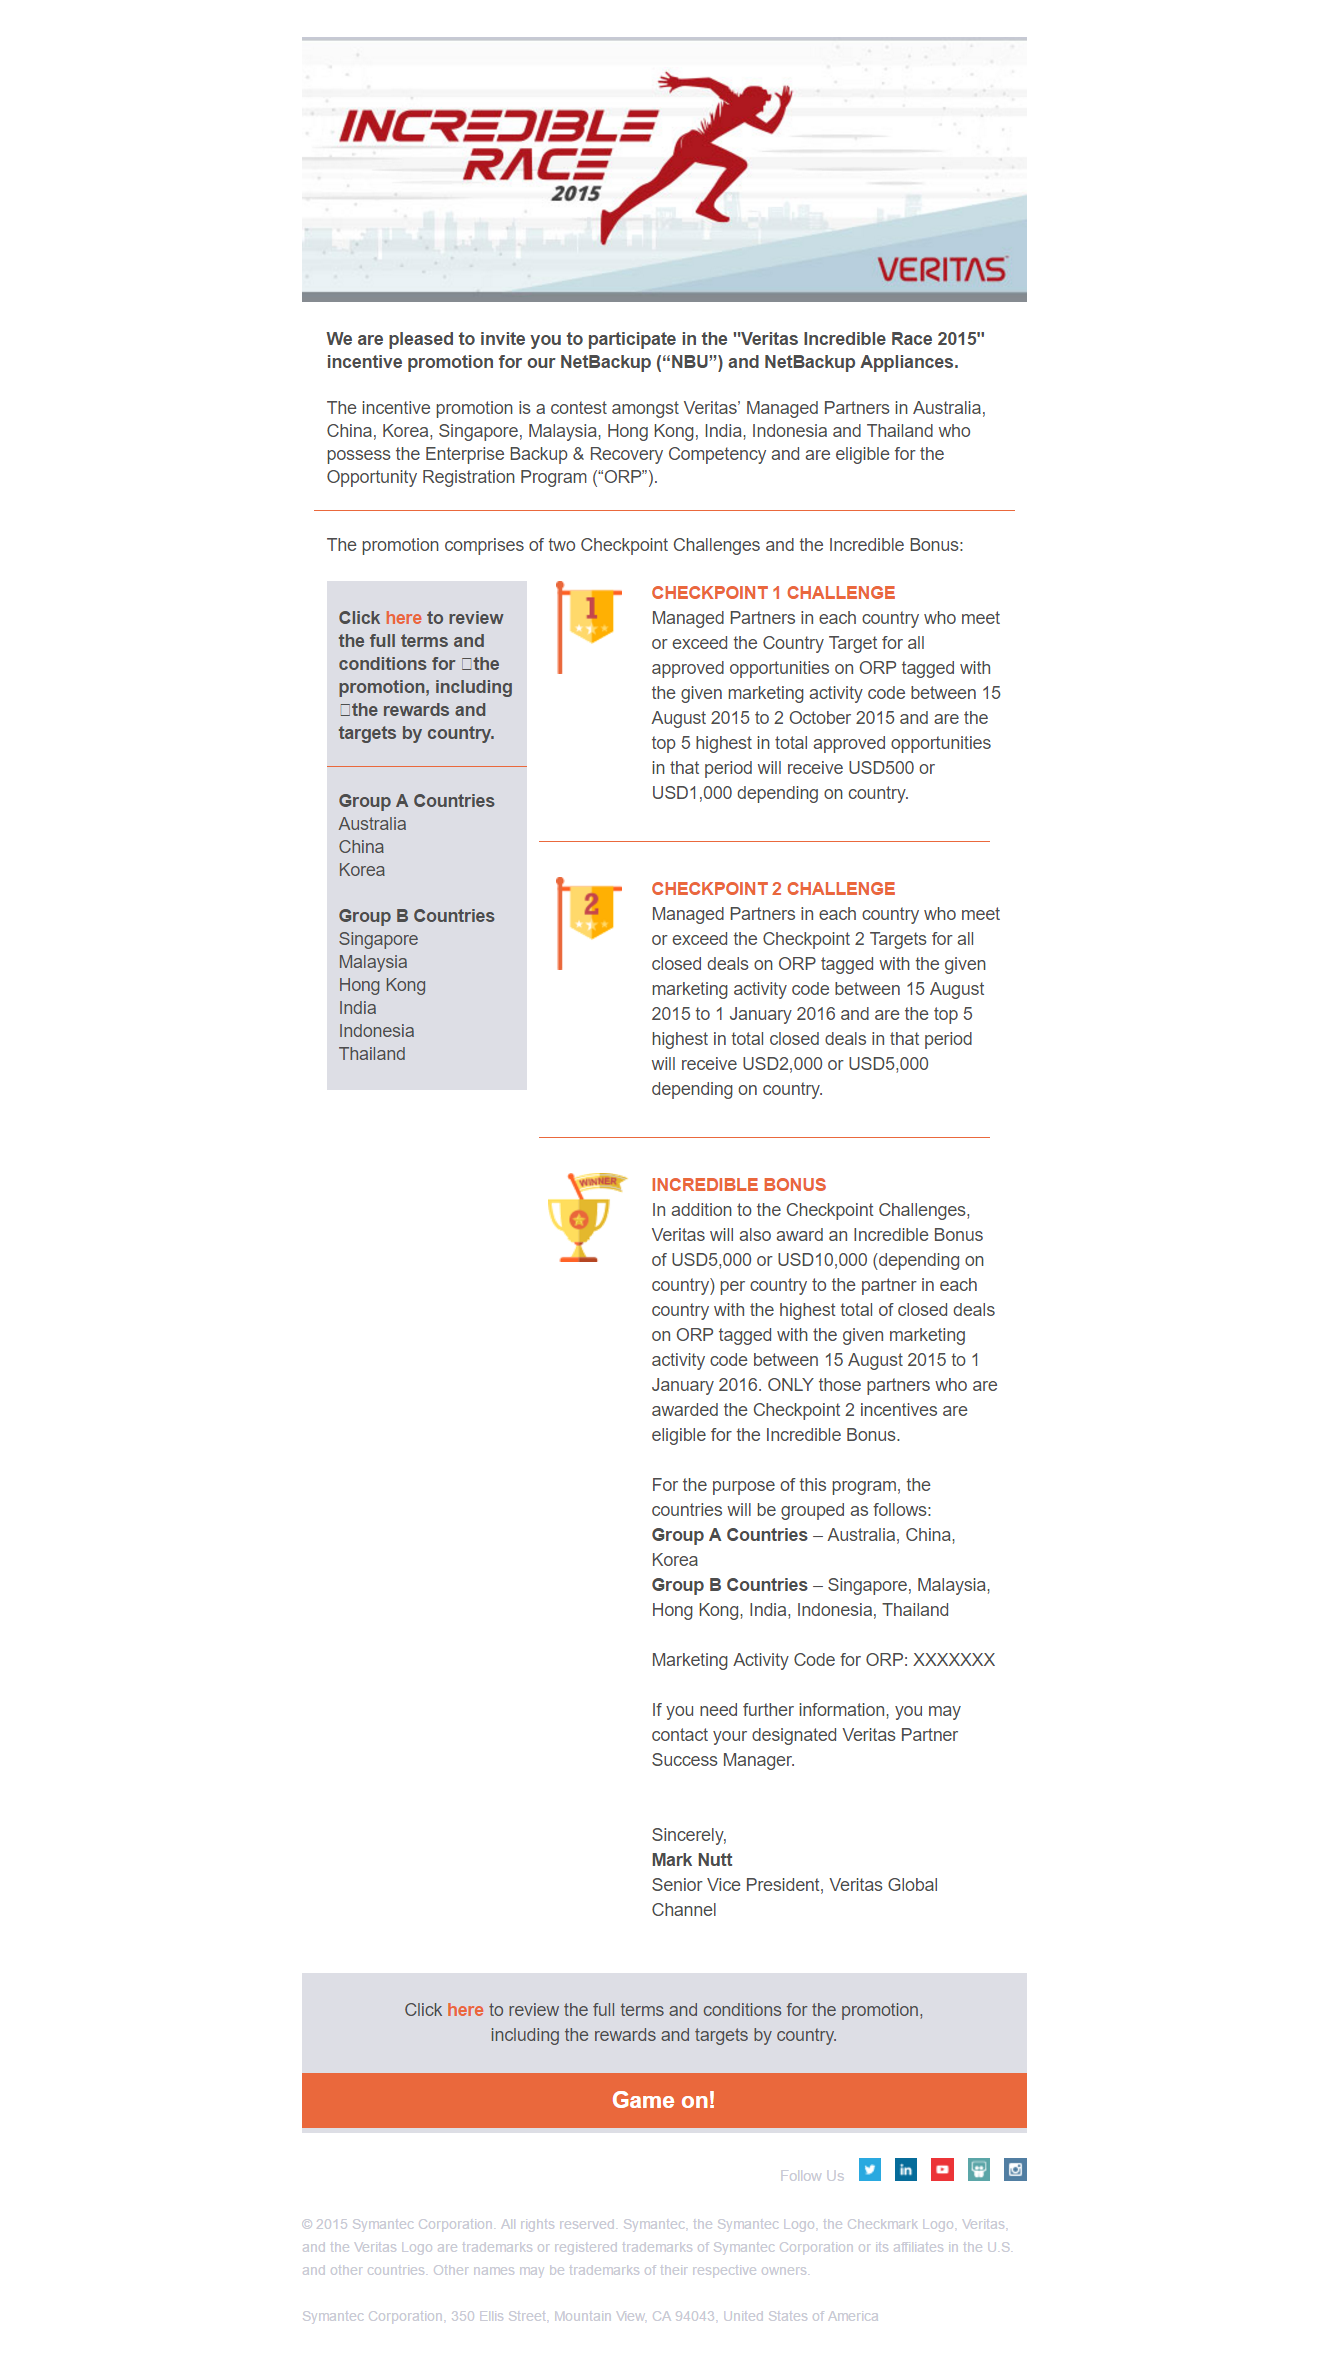 INCREDIBLE
RACE
2015
VERITAS
We are pleased to invite you to participate in the "Veritas Incredible Race 2015"
incentive promotion for our NetBackup (“NBU”) and NetBackup Appliances.
The incentive promotion is a contest amongst Veritas’ Managed Partners in Australia,
China, Korea, Singapore, Malaysia, Hong Kong, India, Indonesia and Thailand who
possess the Enterprise Backup & Recovery Competency and are eligible for the
Opportunity Registration Program (“ORP”).
The promotion comprises of two Checkpoint Challenges and the Incredible Bonus:
Click here to review
the full terms and
conditions for the
promotion, including
the rewards and
targets by country.
Group A Countries
Australia
China
Korea
Group B Countries
Singapore
Malaysia
Hong Kong
India
Indonesia
Thailand
1
CHECKPOINT 1 CHALLENGE
Managed Partners in each country who meet
or exceed the Country Target for all
approved opportunities on ORP tagged with
the given marketing activity code between 15
August 2015 to 2 October 2015 and are the
top 5 highest in total approved opportunities
in that period will receive USD500 or
USD1,000 depending on country.
2
CHECKPOINT 2 CHALLENGE
Managed Partners in each country who meet
or exceed the Checkpoint 2 Targets for all
closed deals on ORP tagged with the given
marketing activity code between 15 August
2015 to 1 January 2016 and are the top 5
highest in total closed deals in that period
will receive USD2,000 or USD5,000
depending on country.
WINNER
INCREDIBLE BONUS
In addition to the Checkpoint Challenges,
Veritas will also award an Incredible Bonus
of USD5,000 or USD10,000 (depending on
country) per country to the partner in each
country with the highest total of closed deals
on ORP tagged with the given marketing
activity code between 15 August 2015 to 1
January 2016. ONLY those partners who are
awarded the Checkpoint 2 incentives are
eligible for the Incredible Bonus.
For the purpose of this program, the
countries will be grouped as follows:
Group A Countries – Australia, China,
Korea
Group B Countries – Singapore, Malaysia,
Hong Kong, India, Indonesia, Thailand
Marketing Activity Code for ORP: XXXXXXX
If you need further information, you may
contact your designated Veritas Partner
Success Manager.
Sincerely,
Mark Nutt
Senior Vice President, Veritas Global
Channel
Click here to review the full terms and conditions for the promotion,
including the rewards and targets by country.
Game on!
Follow Us
in
© 2015 Symantec Corporation. All rights reserved. Symantec, the Symantec Logo, the Checkmark Logo, Veritas,
and the Veritas Logo are trademarks or registered trademarks of Symantec Corporation or its affiliates in the U.S.
and other countries. Other names may be trademarks of their respective owners.
Symantec Corporation, 350 Ellis Street, Mountain View, CA 94043, United States of America